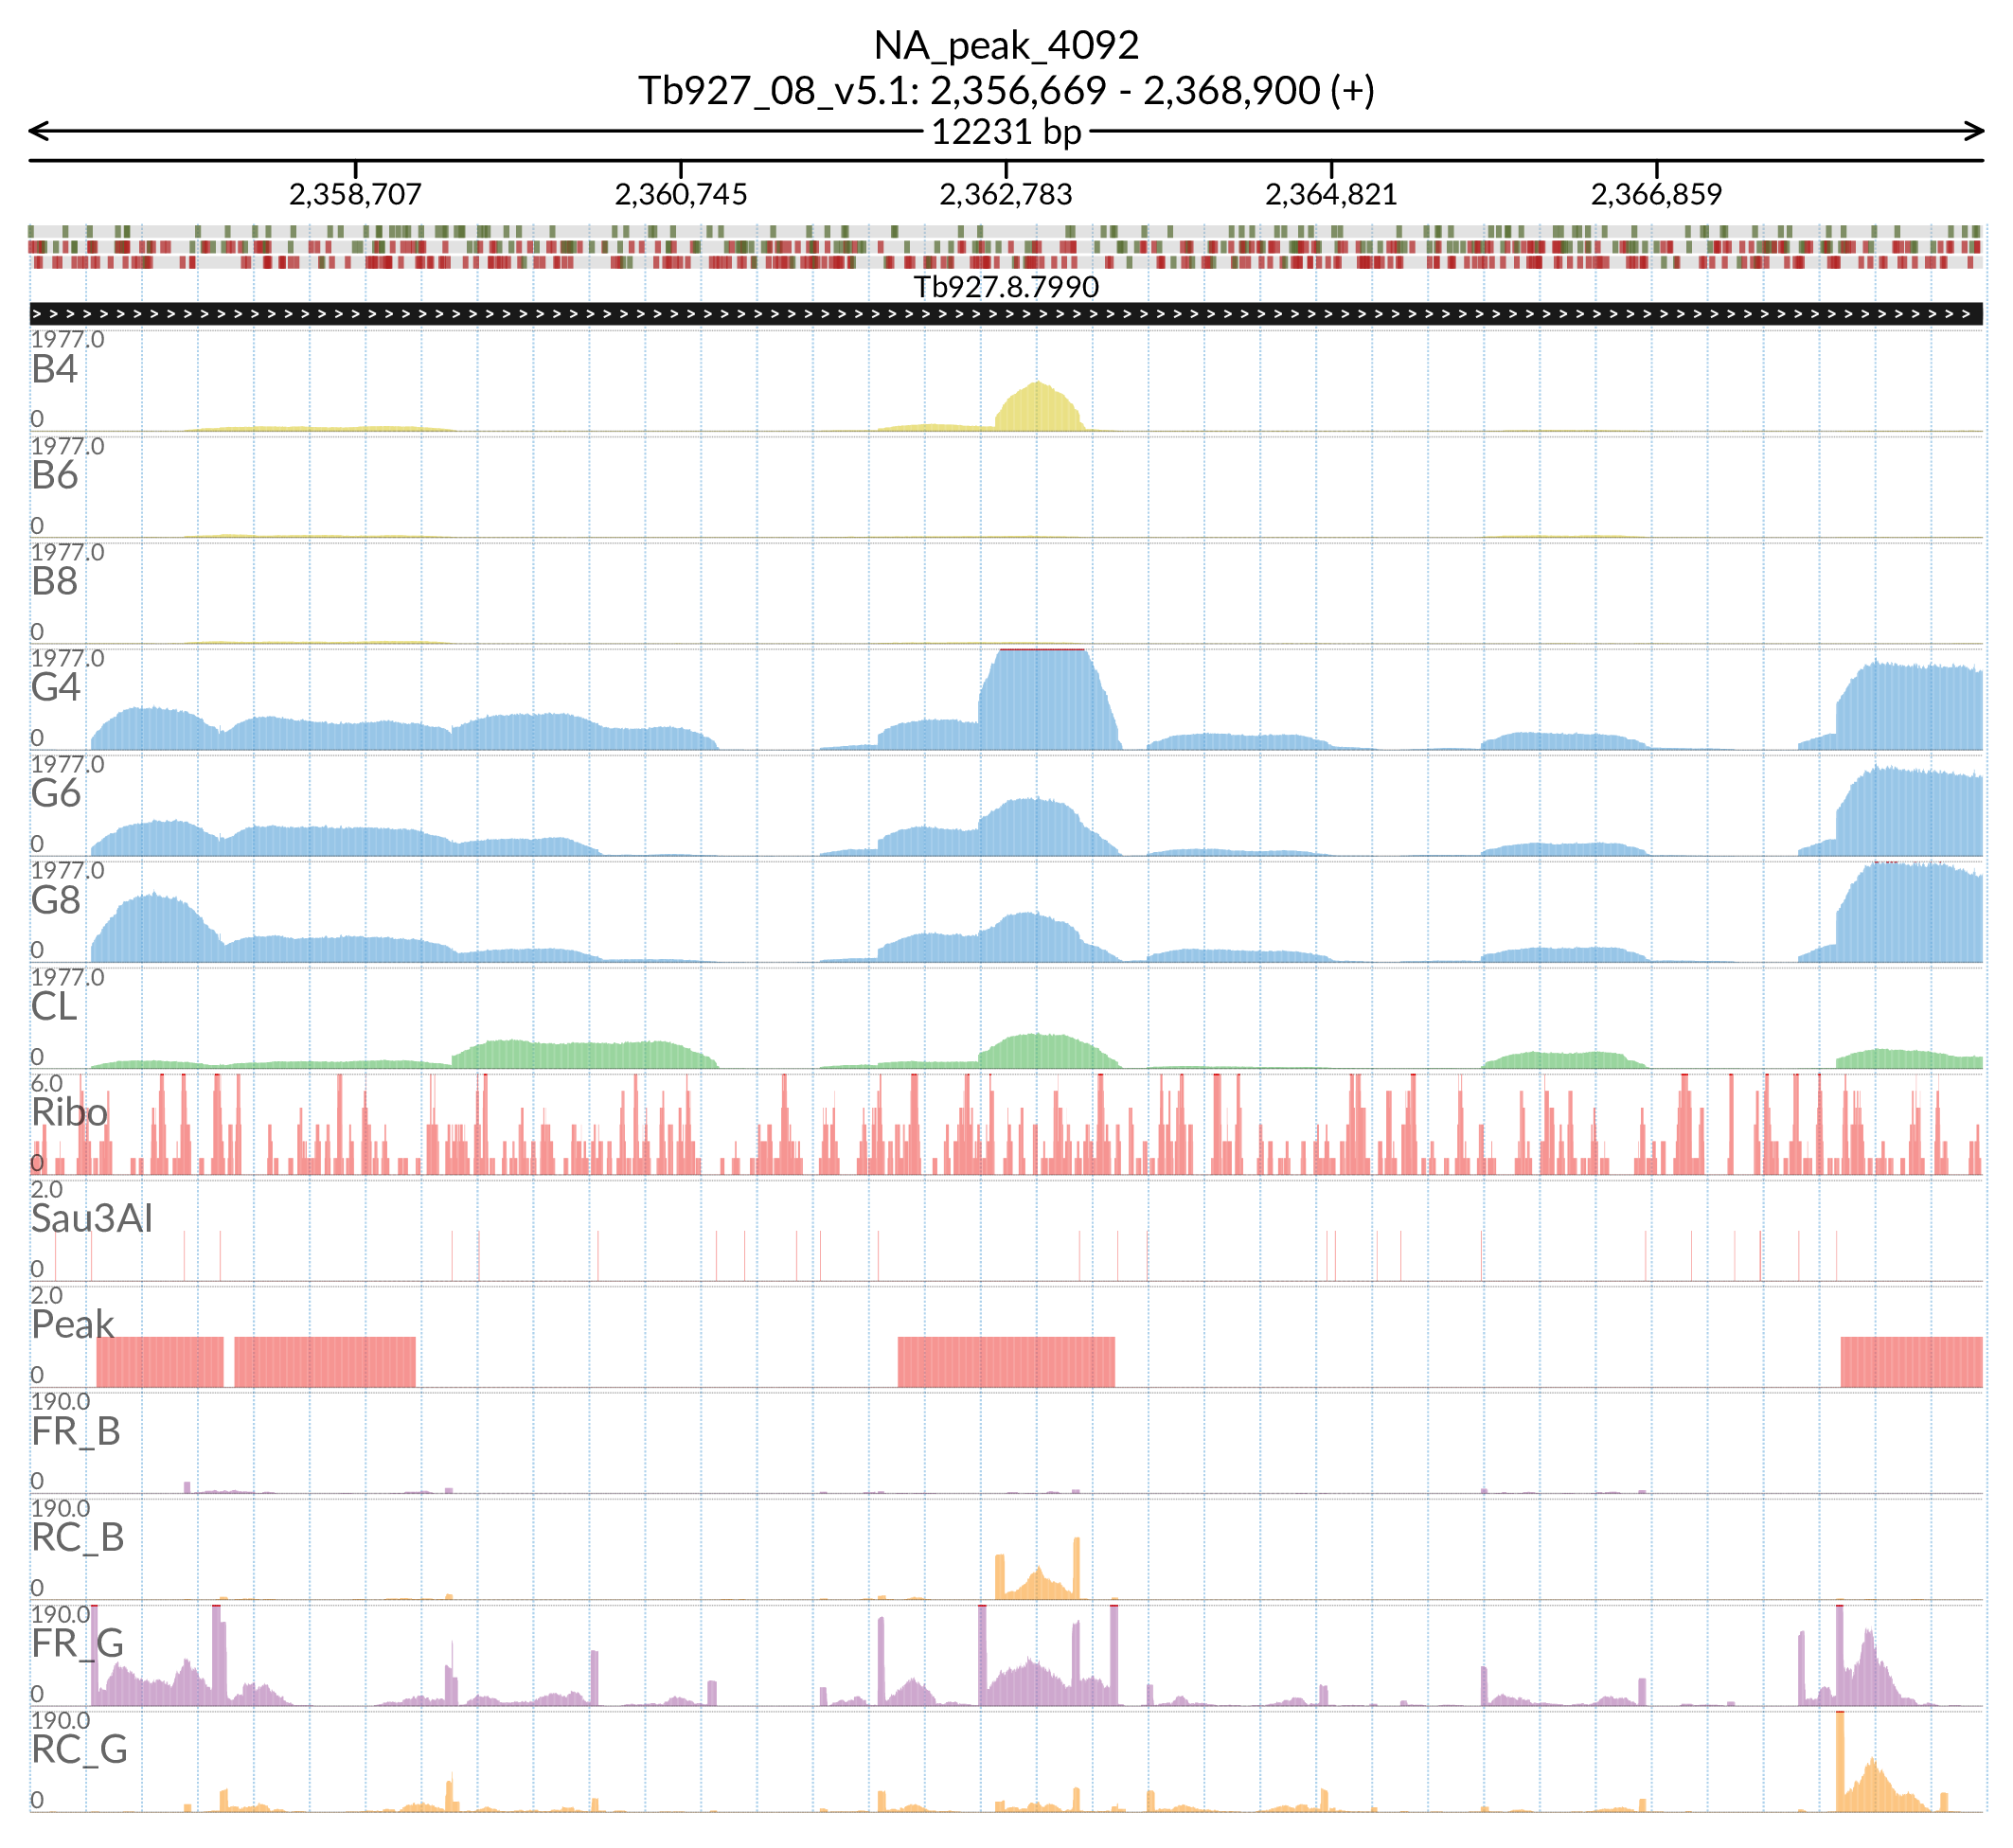 NA_peak_4092
Tb927_08_v5.1: 2,356,669 - 2,368,900 (+)
12231 bp
2,358,707 2,360,745 2,362,783 2,364,821 2,366,859
Tb927.8.7990
1977.0
B4
0
1977.0
B6
0
1977.0
B8
0
1977.0
G4
0
1977.0
G6
0
1977.0
G8
0
1977.0
CL
0
6.0
Ribo
0
2.0
Sau3AI
0
2.0
Peak
0
190.0
FR_B
0
190.0
RC_B
0
190.0
FR_G
0
190.0
RC_G
0